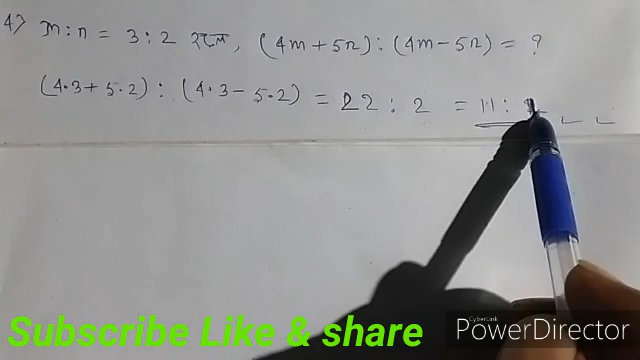 47 m:n = 3:2 হলে, (4m+5n):(4m-5n) = ?
(4·3+5·2) : (4·3-5·2) = 22 : 2 = 11:1
Subscribe Like & share
CyberLink
PowerDirector